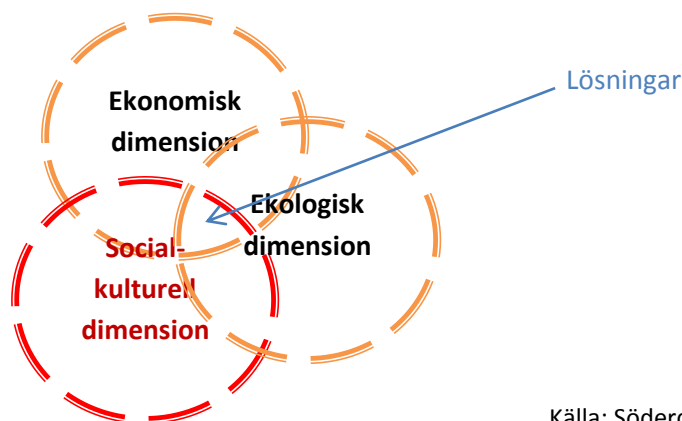 Ekonomisk
dimension
Lösningar
Ekologisk
dimension
Social-
kulturell
dimension
Källa: